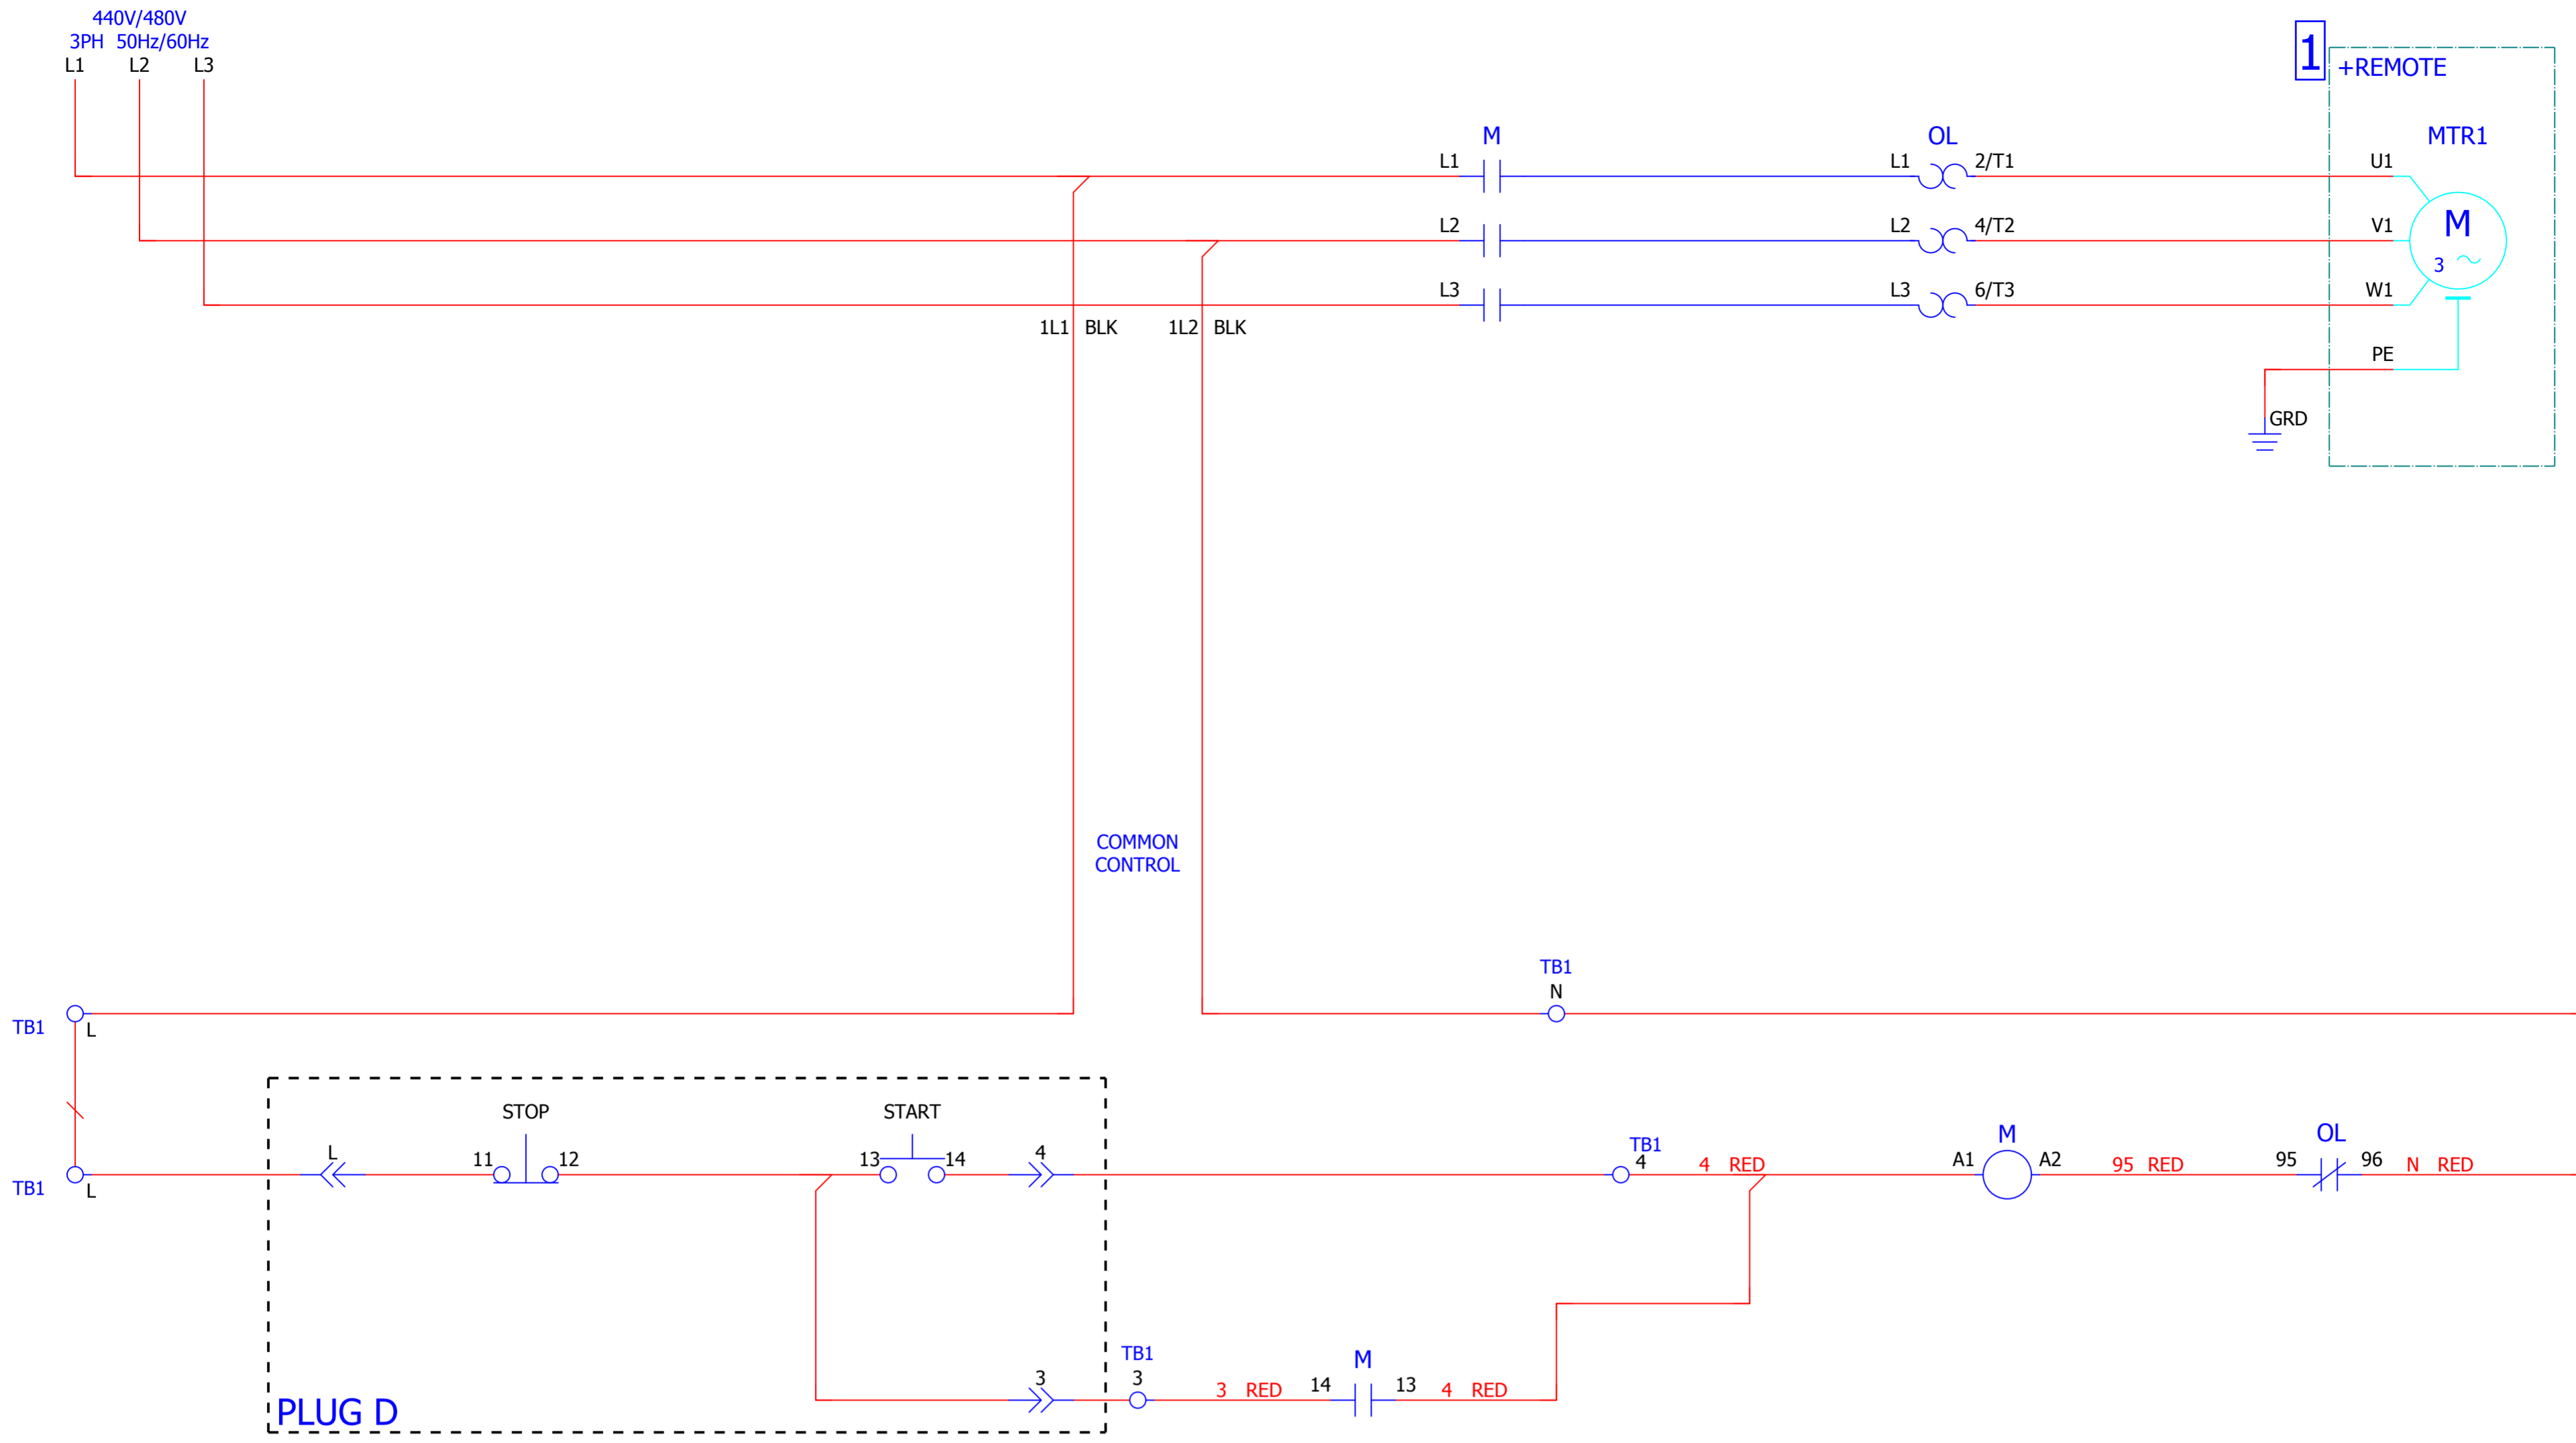 440V/480V
3PH 50Hz/60Hz
L1 L2 L3
1
+REMOTE
M OL MTR1
L1 L1 2/T1 U1
L2 L2 4/T2 V1
M
3
L3 L3 6/T3 W1
1L1 BLK 1L2 BLK
PE
GRD
COMMON
CONTROL
TB1
N
TB1
L
STOP START
L 11 12 13 14 4
TB1
4
4 RED
M
A1 A2
95 RED
OL
95 96
N RED
TB1
L
3
TB1
3
3 RED
M
14 13
4 RED
PLUG D